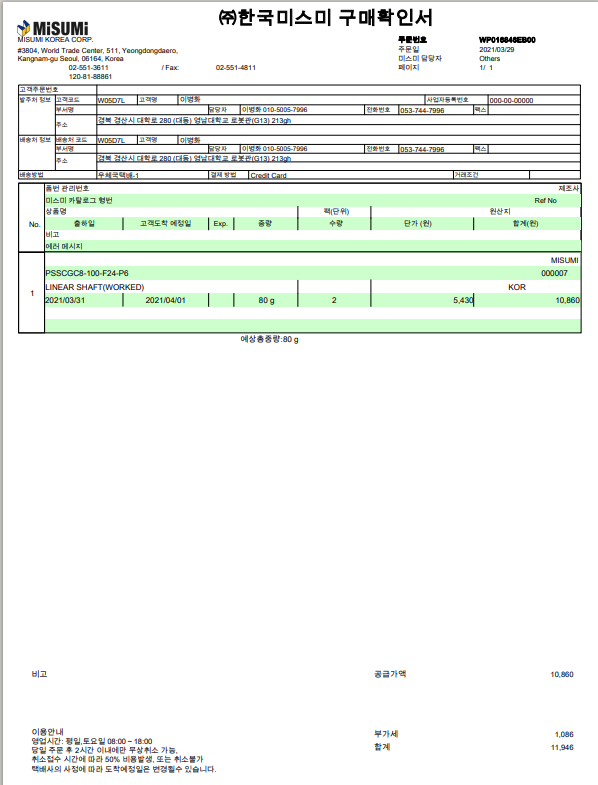 ㈜한국미스미 구매확인서
MiSUMi
MISUMI KOREA CORP.
#3804, World Trade Center, 511, Yeongdongdaero,
Kangnam-gu Seoul, 06164, Korea
02-551-3611 / Fax: 02-551-4811
120-81-88861
주문번호 WP016846EB00
주문일 2021/03/29
미스미 담당자 Others
페이지 1/ 1
고객주문번호
발주처 정보 고객코드 W05D7L 고객명 이병화 사업자등록번호 000-00-00000
부서명 담당자 이병화 010-5005-7996 전화번호 053-744-7996 팩스
주소 경북 경산시 대학로 280 (대동) 영남대학교 로봇관(G13) 213gh
배송처 정보 배송처 코드 W05D7L 고객명 이병화
부서명 담당자 이병화 010-5005-7996 전화번호 053-744-7996 팩스
주소 경북 경산시 대학로 280 (대동) 영남대학교 로봇관(G13) 213gh
배송방법 우체국택배-1 결제 방법 Credit Card 거래조건
No.
품번 관리번호 제조사
미스미 카탈로그 형번 Ref No
상품명 팩(단위) 원산지
출하일 고객도착 예정일 Exp. 중량 수량 단가 (원) 합계(원)
비고
에러 메시지
1
MISUMI
PSSCGC8-100-F24-P6 000007
LINEAR SHAFT(WORKED) KOR
2021/03/31 2021/04/01 80 g 2 5,430 10,860
예상총중량:80 g
비고 공급가액 10,860
이용안내
영업시간: 평일,토요일 08:00 ~ 18:00
당일 주문 후 2시간 이내에만 무상취소 가능,
취소접수 시간에 따라 50% 비용발생, 또는 취소불가
택배사의 사정에 따라 도착예정일은 변경될수 있습니다.
부가세 1,086
합계 11,946